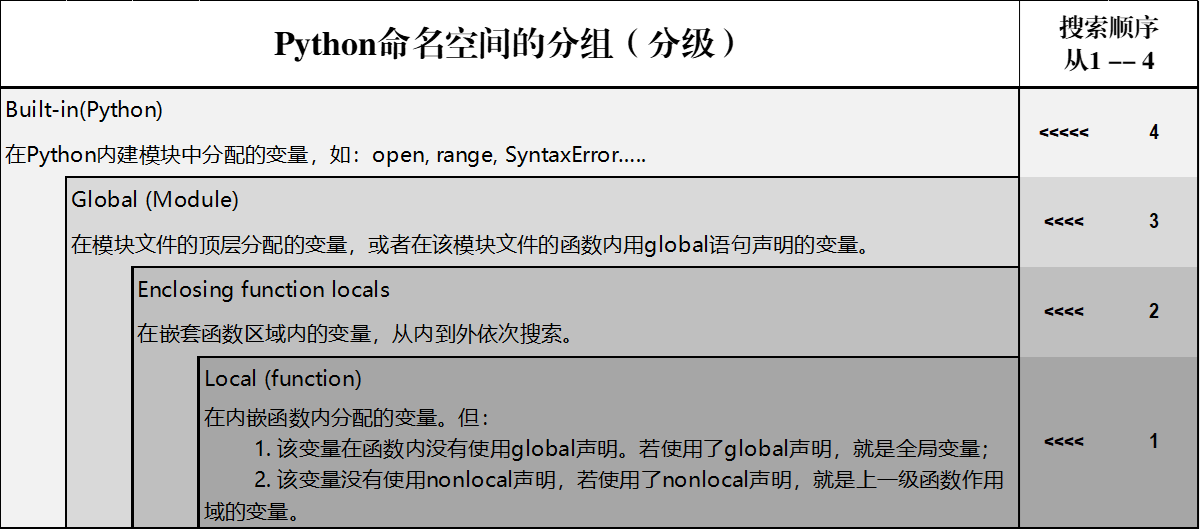 Python命名空间的分组（分级）
搜索顺序
从1 -- 4
Built-in(Python)
在Python内建模块中分配的变量，如：open, range, SyntaxError.....
<<<<< 4
Global (Module)
在模块文件的顶层分配的变量，或者在该模块文件的函数内用global语句声明的变量。
<<<< 3
Enclosing function locals
在嵌套函数区域内的变量，从内到外依次搜索。
<<<< 2
Local (function)
在内嵌函数内分配的变量。但：
1. 该变量在函数内没有使用global声明。若使用了global声明，就是全局变量；
2. 该变量没有使用nonlocal声明，若使用了nonlocal声明，就是上一级函数作用
域的变量。
<<<< 1